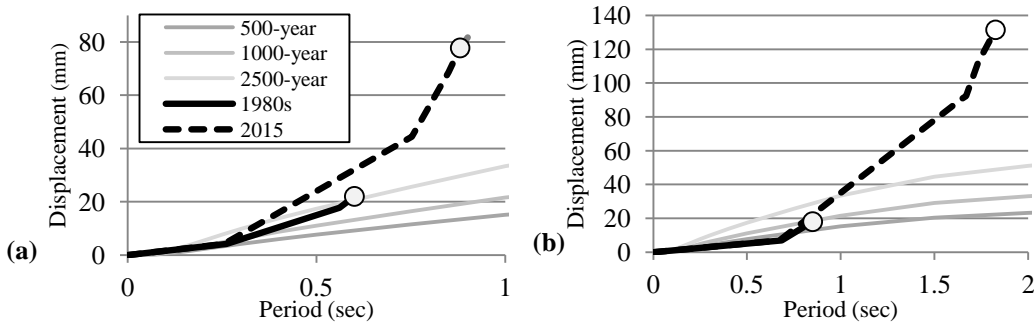 (a)
Displacement (mm)
80
60
40
20
0
500-year
1000-year
2500-year
1980s
2015
0
0.5
1
Period (sec)
(b)
Displacement (mm)
140
120
100
80
60
40
20
0
0
0.5
1
1.5
2
Period (sec)